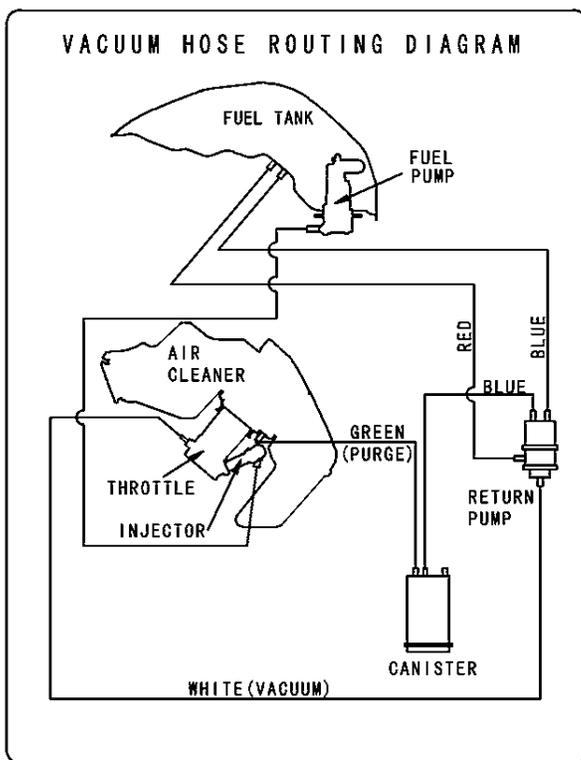 VACUUM HOSE ROUTING DIAGRAM
FUEL TANK
FUEL
PUMP
RED
BLUE
AIR
CLEANER
BLUE
GREEN
(PURGE)
THROTTLE
INJECTOR
RETURN
PUMP
CANISTER
WHITE(VACUUM)